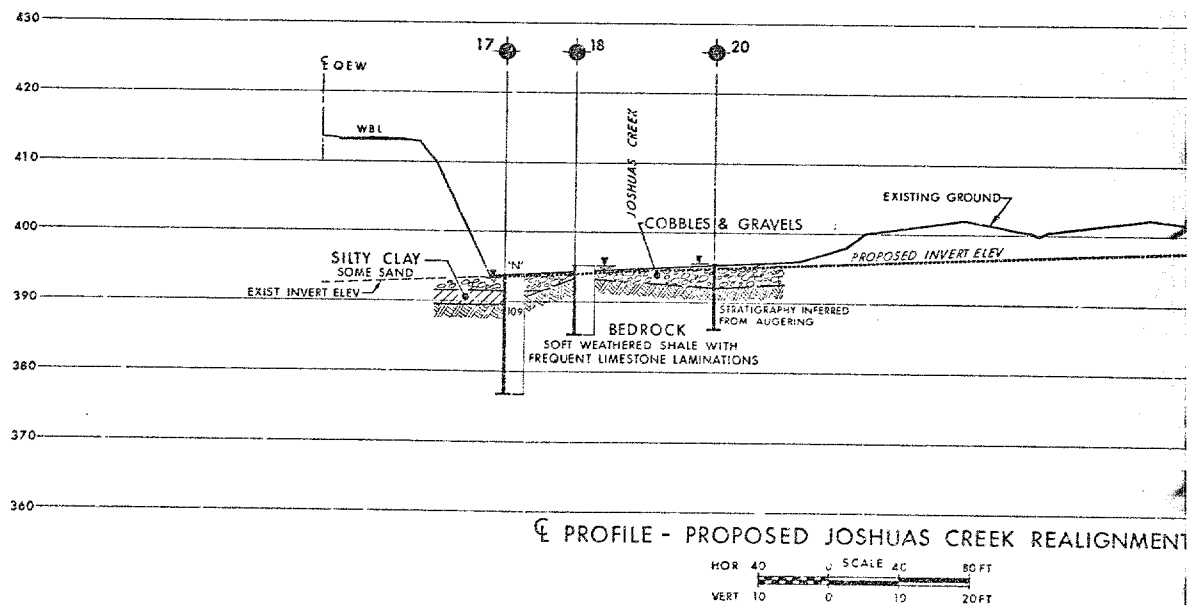 430
17
18
20
℄ QEW
420
WBL
410
JOSHUAS CREEK
EXISTING GROUND
400
COBBLES & GRAVELS
SILTY CLAY
SOME SAND
'N'
PROPOSED INVERT ELEV
EXIST INVERT ELEV
390
109
STRATIGRAPHY INFERRED
FROM AUGERING
BEDROCK
SOFT WEATHERED SHALE WITH
FREQUENT LIMESTONE LAMINATIONS
380
370
360
℄ PROFILE - PROPOSED JOSHUAS CREEK REALIGNMENT
HOR 40 0 SCALE 40 80 FT
VERT 10 0 10 20 FT